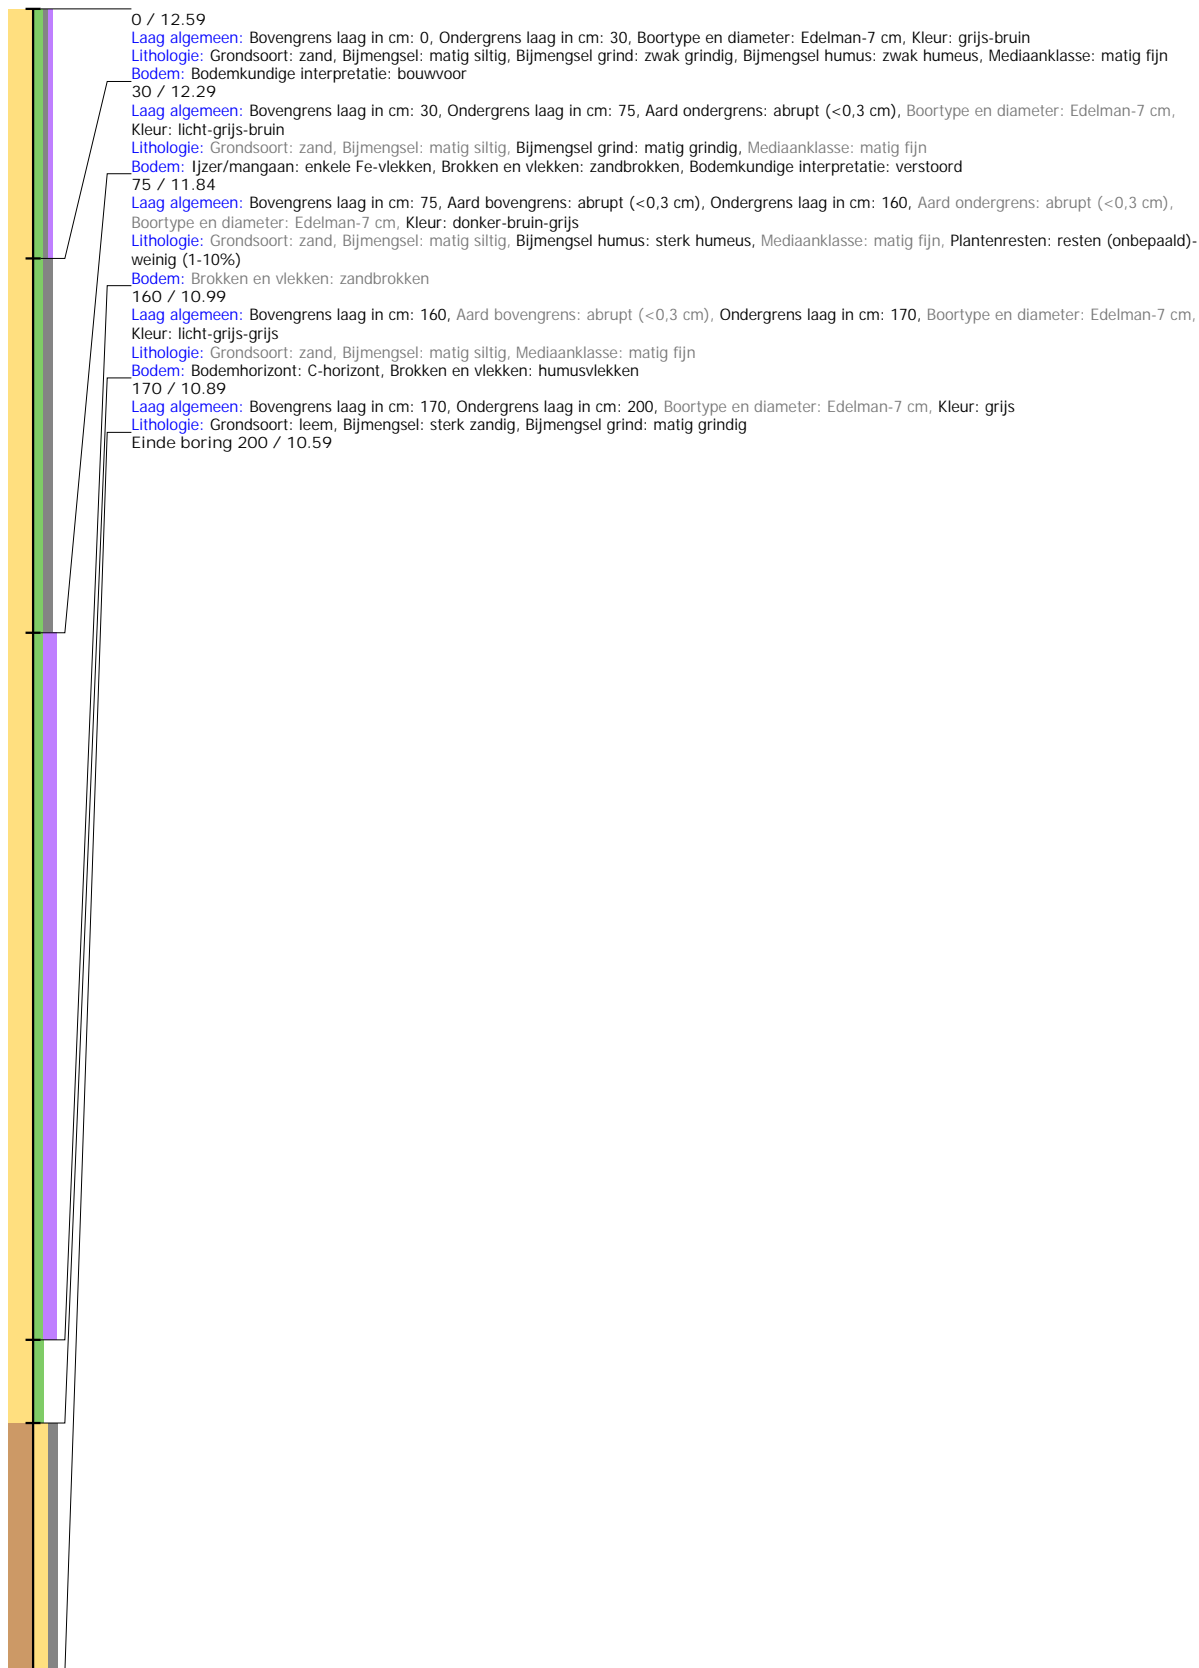 0 / 12.59
Laag algemeen: Bovengrens laag in cm: 0, Ondergrens laag in cm: 30, Boortype en diameter: Edelman-7 cm, Kleur: grijs-bruin
Lithologie: Grondsoort: zand, Bijmengsel: matig siltig, Bijmengsel grind: zwak grindig, Bijmengsel humus: zwak humeus, Mediaanklasse: matig fijn
Bodem: Bodemkundige interpretatie: bouwvoor
30 / 12.29
Laag algemeen: Bovengrens laag in cm: 30, Ondergrens laag in cm: 75, Aard ondergrens: abrupt (<0,3 cm), Boortype en diameter: Edelman-7 cm,
Kleur: licht-grijs-bruin
Lithologie: Grondsoort: zand, Bijmengsel: matig siltig, Bijmengsel grind: matig grindig, Mediaanklasse: matig fijn
Bodem: Ijzer/mangaan: enkele Fe-vlekken, Brokken en vlekken: zandbrokken, Bodemkundige interpretatie: verstoord
75 / 11.84
Laag algemeen: Bovengrens laag in cm: 75, Aard bovengrens: abrupt (<0,3 cm), Ondergrens laag in cm: 160, Aard ondergrens: abrupt (<0,3 cm),
Boortype en diameter: Edelman-7 cm, Kleur: donker-bruin-grijs
Lithologie: Grondsoort: zand, Bijmengsel: matig siltig, Bijmengsel humus: sterk humeus, Mediaanklasse: matig fijn, Plantenresten: resten (onbepaald)-
weinig (1-10%)
Bodem: Brokken en vlekken: zandbrokken
160 / 10.99
Laag algemeen: Bovengrens laag in cm: 160, Aard bovengrens: abrupt (<0,3 cm), Ondergrens laag in cm: 170, Boortype en diameter: Edelman-7 cm,
Kleur: licht-grijs-grijs
Lithologie: Grondsoort: zand, Bijmengsel: matig siltig, Mediaanklasse: matig fijn
Bodem: Bodemhorizont: C-horizont, Brokken en vlekken: humusvlekken
170 / 10.89
Laag algemeen: Bovengrens laag in cm: 170, Ondergrens laag in cm: 200, Boortype en diameter: Edelman-7 cm, Kleur: grijs
Lithologie: Grondsoort: leem, Bijmengsel: sterk zandig, Bijmengsel grind: matig grindig
Einde boring 200 / 10.59